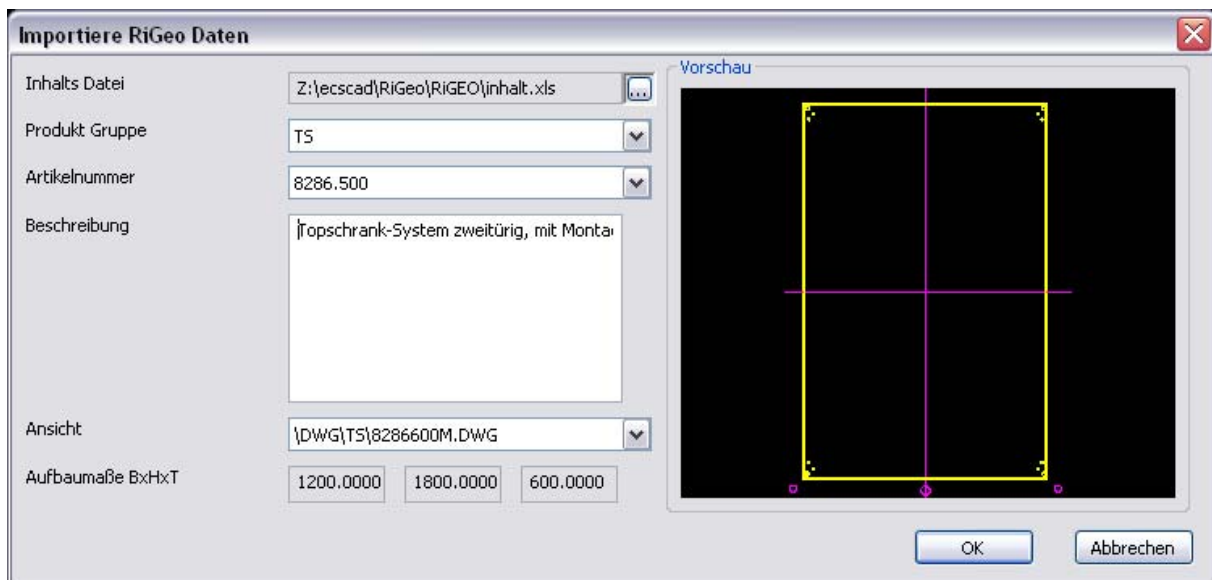 Importiere RiGeo Daten
Inhalts Datei
Z:\ecscad\RiGeo\RiGEO\inhalt.xls
...
Produkt Gruppe
TS
Artikelnummer
8286.500
Beschreibung
Topschrank-System zweitürig, mit
Ansicht
\DWG\TS\8286600M.DWG
Aufbaumaße BxHxT
1200.0000 1800.0000 600.0000
Vorschau
OK Abbrechen